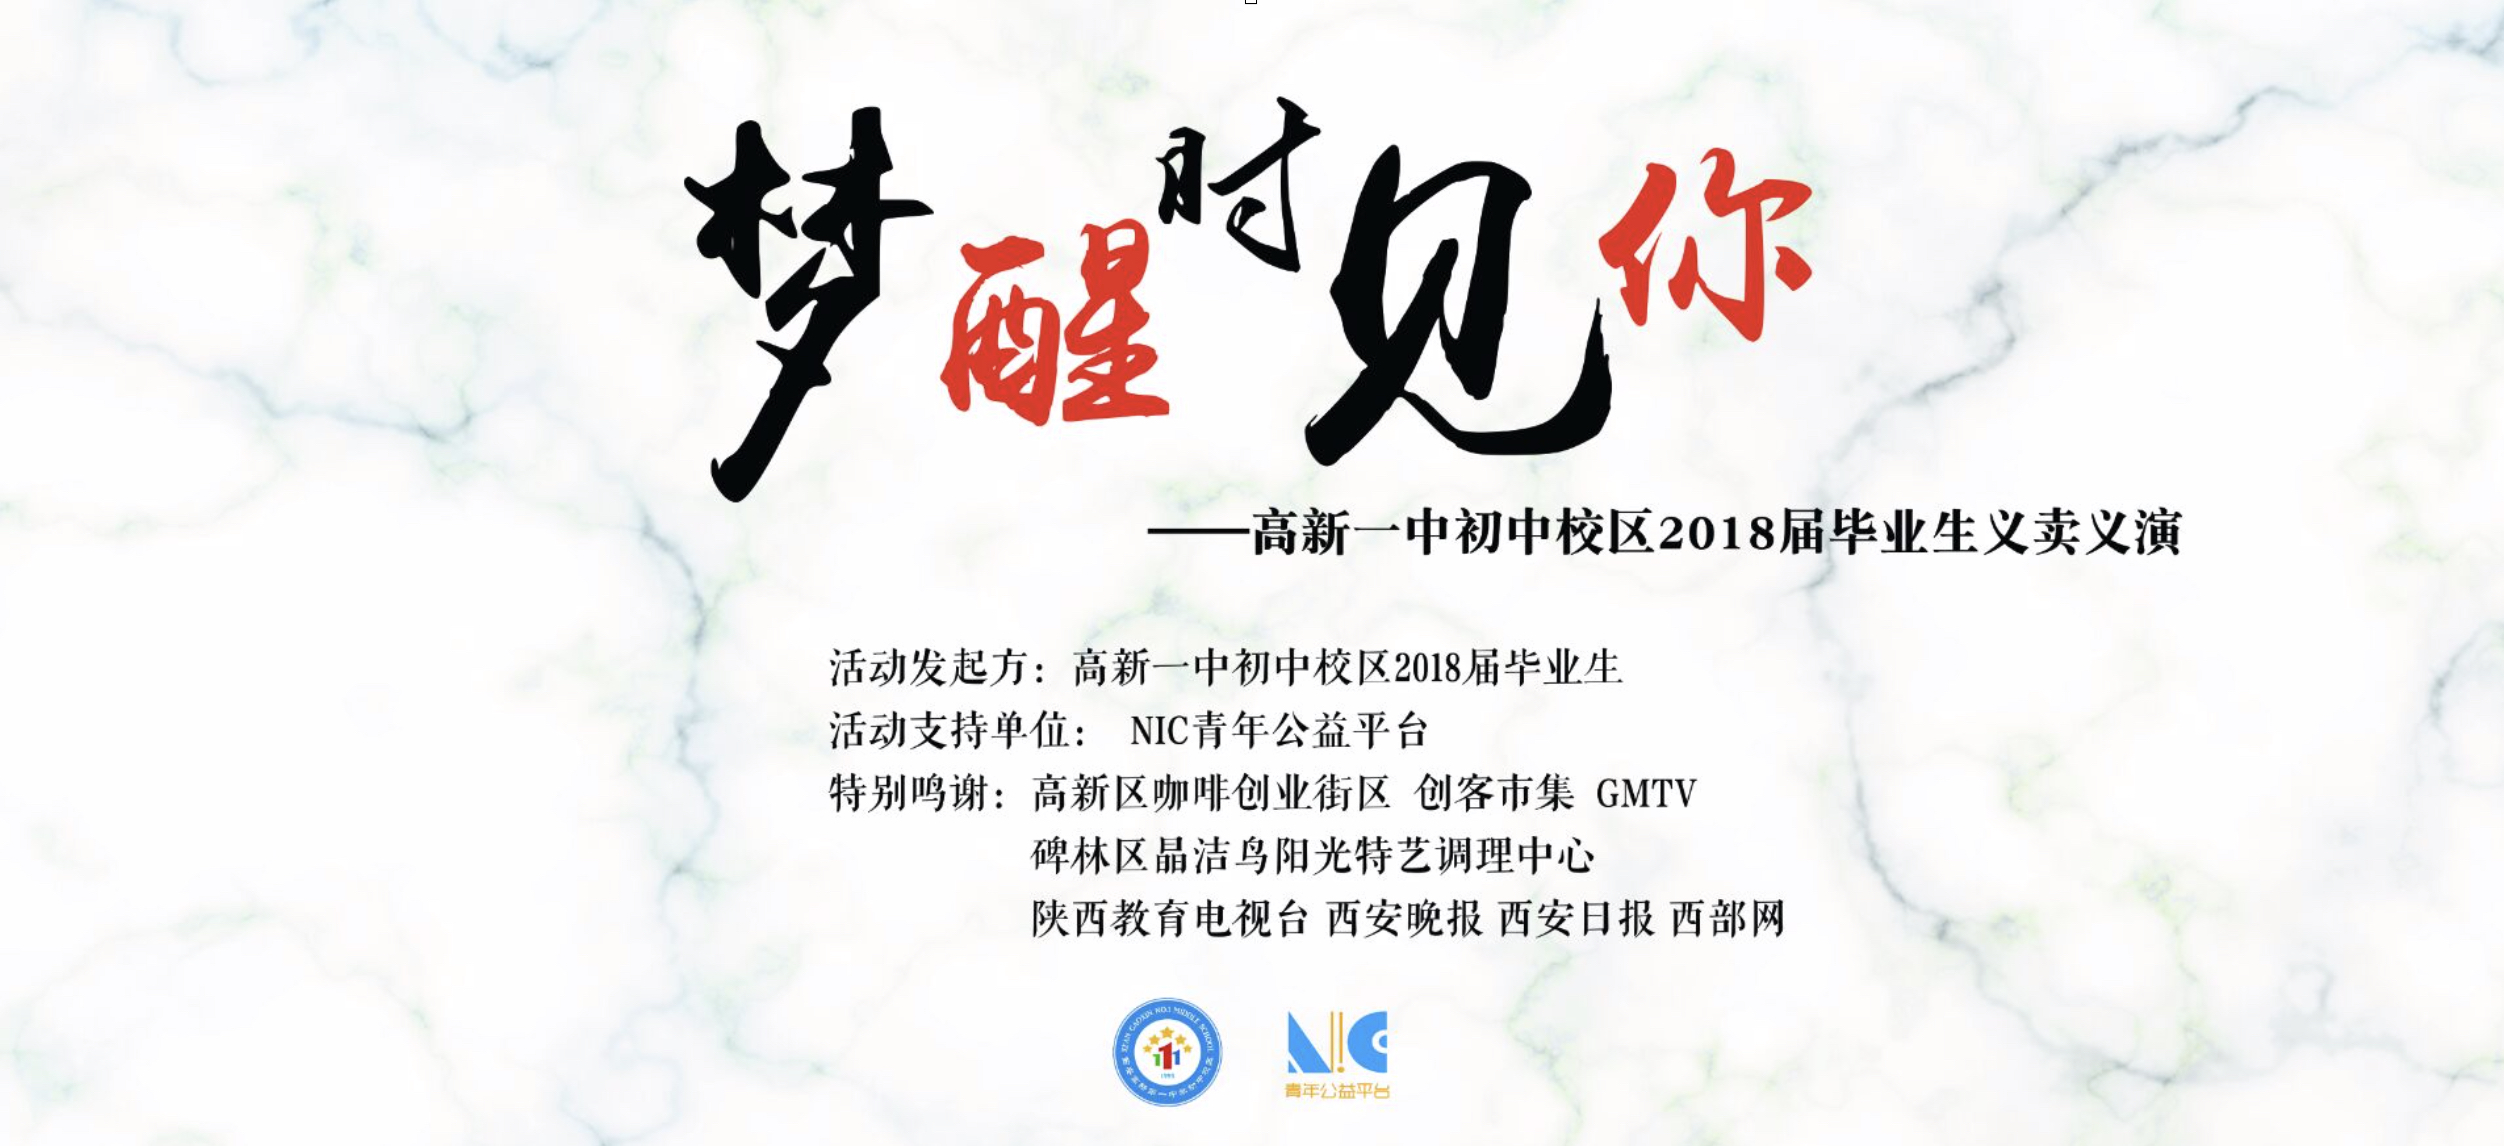 梦醒时见你
——高新一中初中校区2018届毕业生义卖义演
活动发起方：高新一中初中校区2018届毕业生
活动支持单位： NIC青年公益平台
特别鸣谢：高新区咖啡创业街区 创客市集 GMTV
碑林区晶洁鸟阳光特艺调理中心
陕西教育电视台 西安晚报 西安日报 西部网
XI'AN GAOXIN NO.1 MIDDLE SCHOOL
NIC
青年公益平台